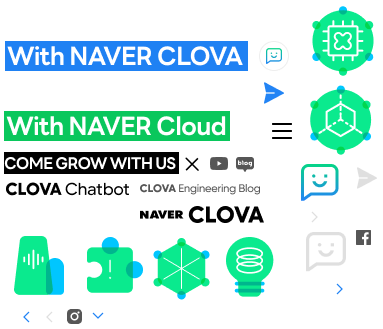 With NAVER CLOVA
With NAVER Cloud
COME GROW WITH US
blog
CLOVA Chatbot
CLOVA Engineering Blog
NAVER CLOVA